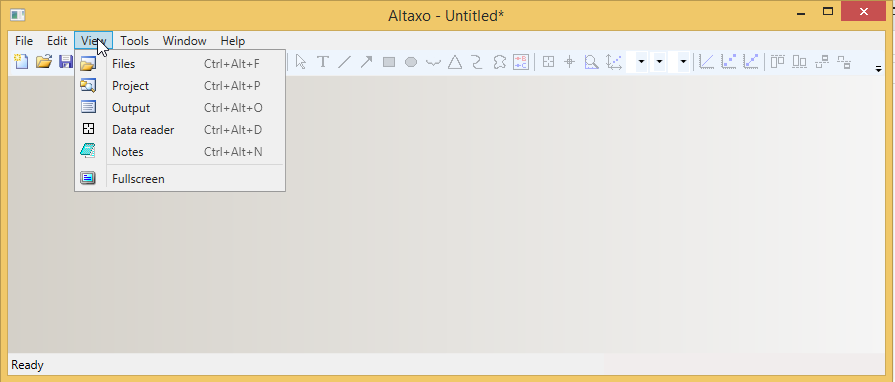 Altaxo - Untitled*
File Edit View Tools Window Help
Files Ctrl+Alt+F
Project Ctrl+Alt+P
Output Ctrl+Alt+O
Data reader Ctrl+Alt+D
Notes Ctrl+Alt+N
Fullscreen
Ready